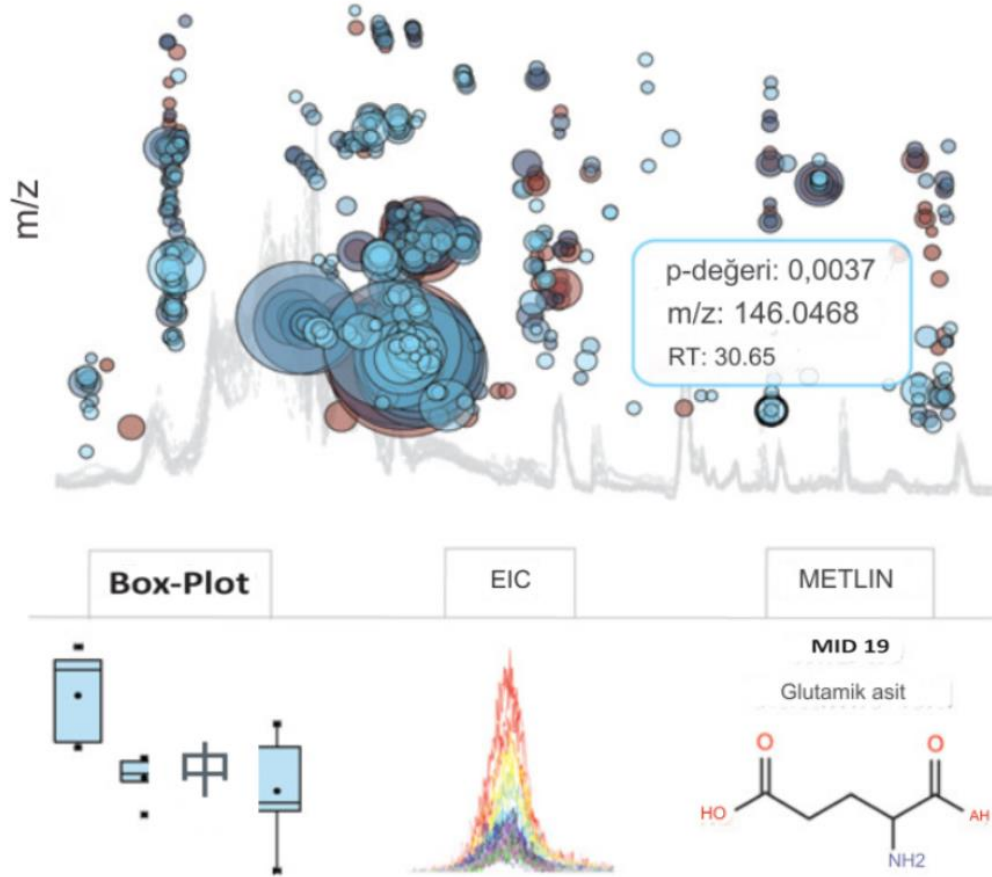 m/z
p-değeri: 0,0037
m/z: 146.0468
RT: 30.65
Box-Plot
EIC
METLIN
MID 19
Glutamik asit
O
O
HO
AH
NH2